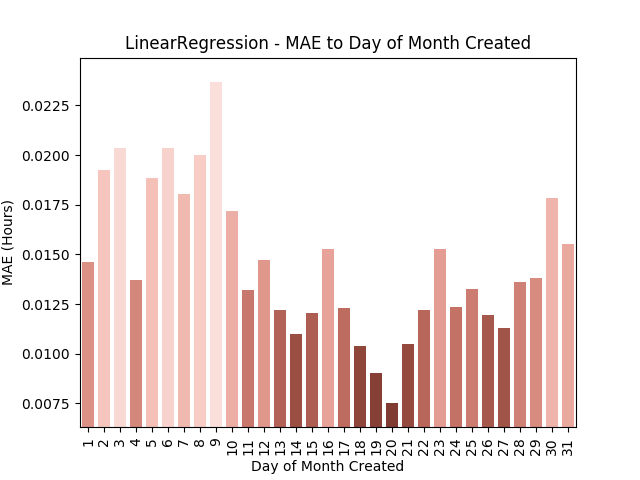 LinearRegression - MAE to Day of Month Created
MAE (Hours)
0.0225
0.0200
0.0175
0.0150
0.0125
0.0100
0.0075
1 2 3 4 5 6 7 8 9 10 11 12 13 14 15 16 17 18 19 20 21 22 23 24 25 26 27 28 29 30 31
Day of Month Created